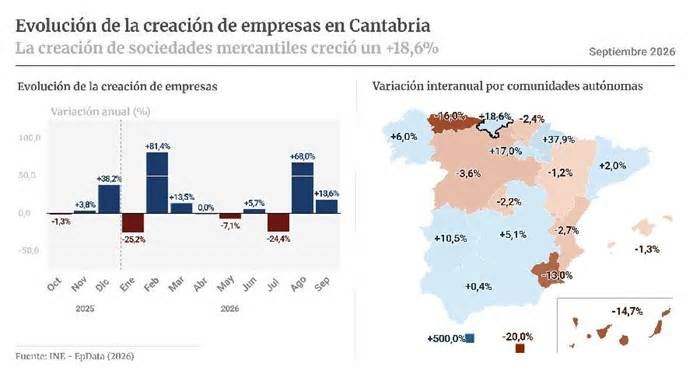 Evolución de la creación de empresas en Cantabria
La creación de sociedades mercantiles creció un +18,6%
Septiembre 2026
Evolución de la creación de empresas
Variación anual (%)
100,0
50,0
0,0
-50,0
-1,3%
+3,8%
+38,2%
-25,2%
+81,4%
+13,5%
0,0%
-7,1%
+5,7%
-24,4%
+68,0%
+18,6%
Oct
Nov
Dic
Ene
Feb
Mar
Abr
May
Jun
Jul
Ago
Sep
2025
2026
Variación interanual por comunidades autónomas
+6,0%
-16,0%
+18,6%
-2,4%
+37,9%
+17,0%
-3,6%
-1,2%
+2,0%
-2,2%
+10,5%
+5,1%
-2,7%
-1,3%
+0,4%
-13,0%
-14,7%
+500,0%
-20,0%
Fuente: INE - EpData (2026)